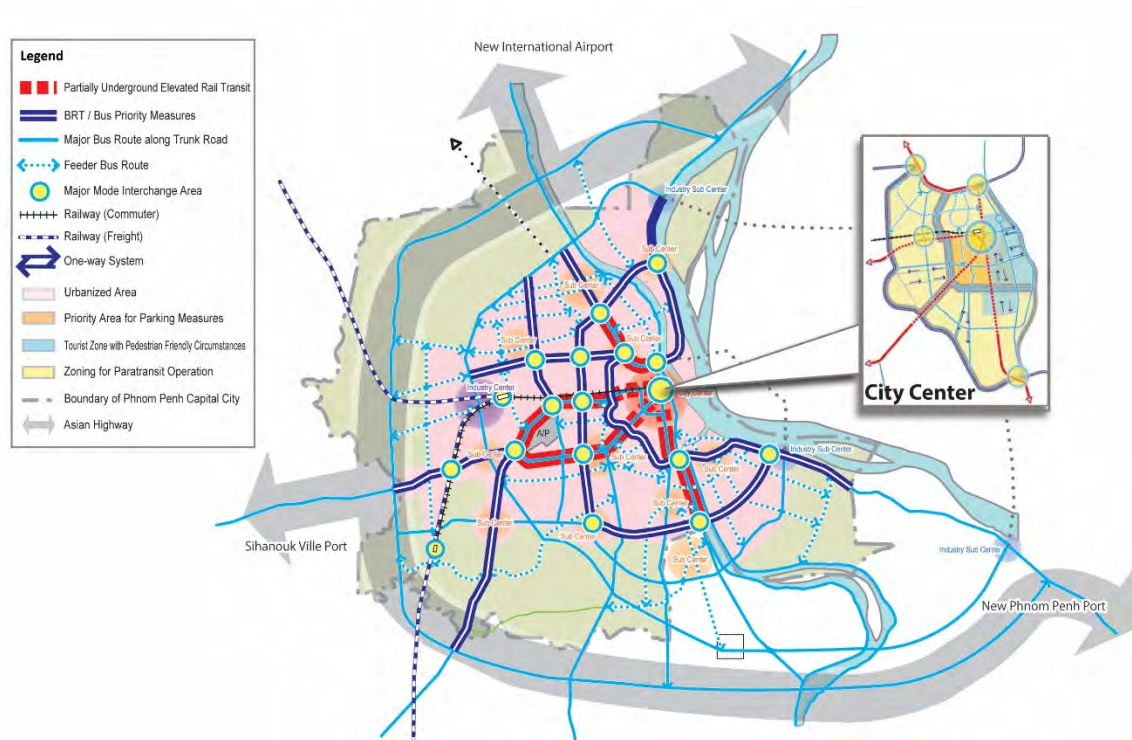 New International Airport
Legend
Partially Underground Elevated Rail Transit
BRT / Bus Priority Measures
Major Bus Route along Trunk Road
Feeder Bus Route
Major Mode Interchange Area
Railway (Commuter)
Railway (Freight)
One-way System
Urbanized Area
Priority Area for Parking Measures
Tourist Zone with Pedestrian Friendly Circumstances
Zoning for Paratransit Operation
Boundary of Phnom Penh Capital City
Asian Highway
Industry Sub Center
Sub Center
Sub Center
Sub Center
Sub Center
Industry Center
City Center
City Center
A/P
Sub Center
Sub Center
Sub Center
Industry Sub Center
Sub Center
Sub Center
Sub Center
Sub Center
Sihanouk Ville Port
Industry Sub Center
New Phnom Penh Port